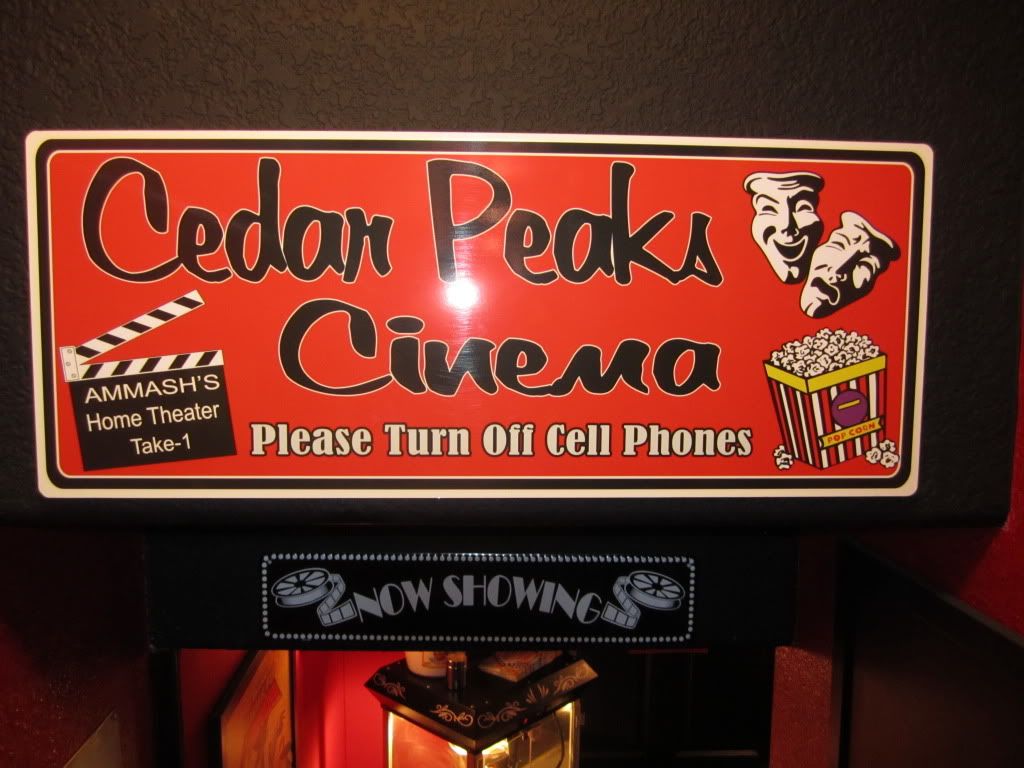 Cedar Peaks
Cinema
AMMASH'S
Home Theater
Take-1
Please Turn Off Cell Phones
POP CORN
NOW SHOWING